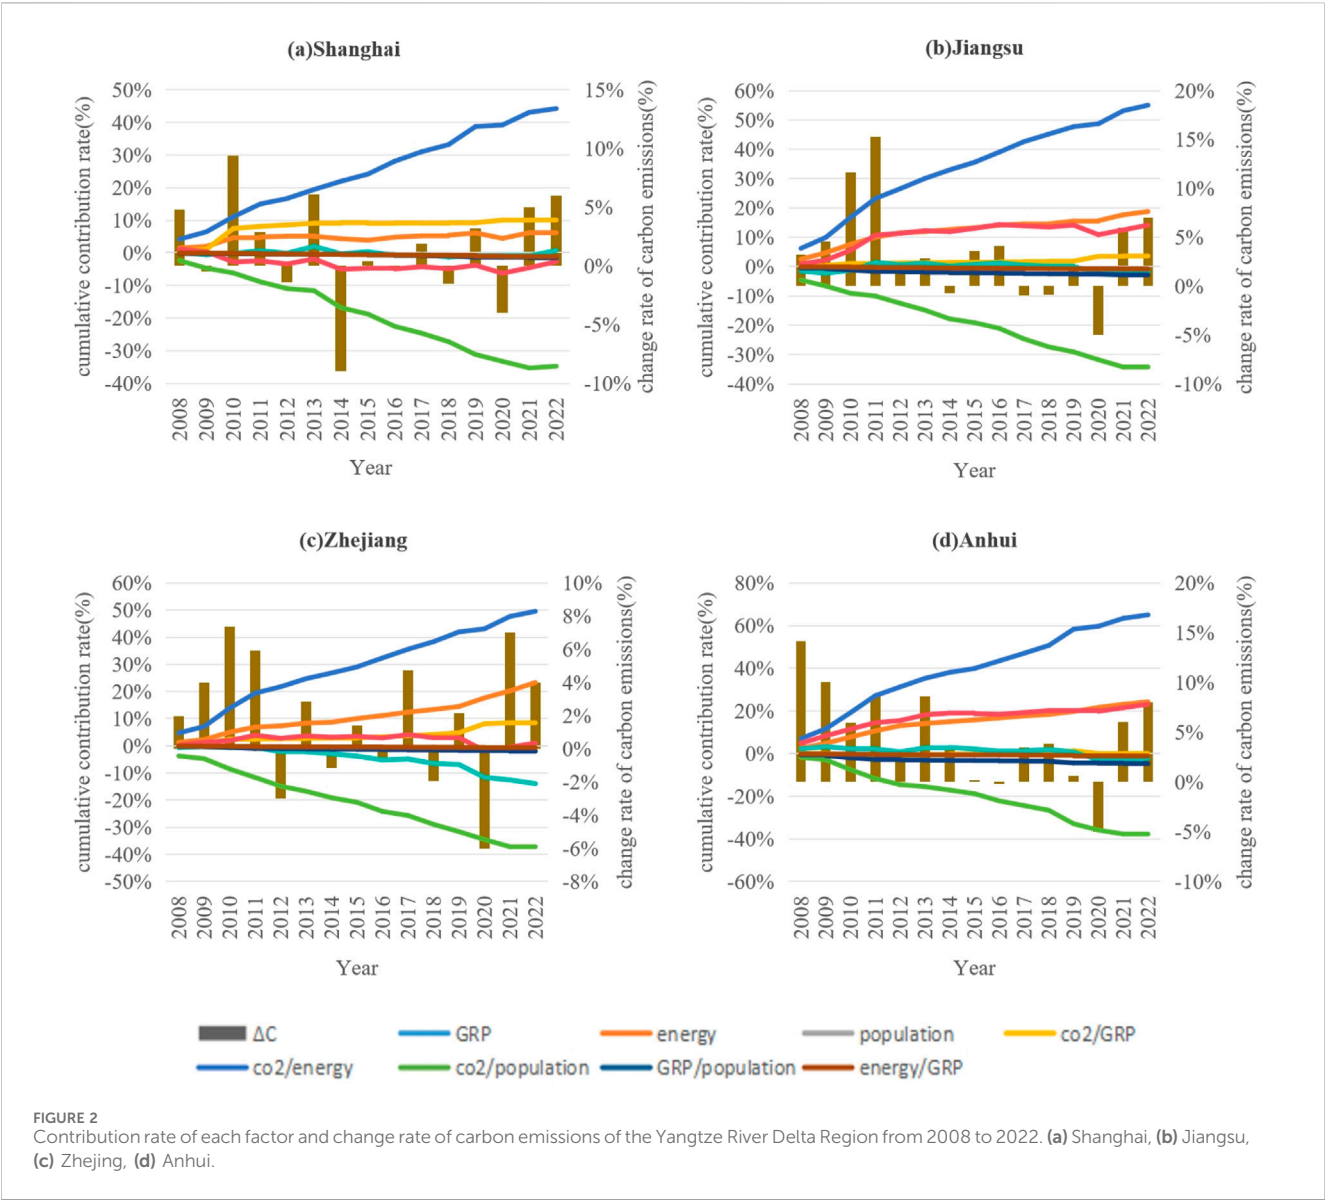 (a)Shanghai
cumulative contribution rate(%)
50%
40%
30%
20%
10%
0%
-10%
-20%
-30%
-40%
15%
10%
5%
0%
-5%
-10%
change rate of carbon emissions(%)
2008 2009 2010 2011 2012 2013 2014 2015 2016 2017 2018 2019 2020 2021 2022
Year
(b)Jiangsu
cumulative contribution rate(%)
60%
50%
40%
30%
20%
10%
0%
-10%
-20%
-30%
-40%
20%
15%
10%
5%
0%
-5%
-10%
change rate of carbon emissions(%)
2008 2009 2010 2011 2012 2013 2014 2015 2016 2017 2018 2019 2020 2021 2022
Year
(c)Zhejiang
cumulative contribution rate(%)
60%
50%
40%
30%
20%
10%
0%
-10%
-20%
-30%
-40%
-50%
10%
8%
6%
4%
2%
0%
-2%
-4%
-6%
-8%
change rate of carbon emissions(%)
2008 2009 2010 2011 2012 2013 2014 2015 2016 2017 2018 2019 2020 2021 2022
Year
(d)Anhui
cumulative contribution rate(%)
80%
60%
40%
20%
0%
-20%
-40%
-60%
20%
15%
10%
5%
0%
-5%
-10%
change rate of carbon emissions(%)
2008 2009 2010 2011 2012 2013 2014 2015 2016 2017 2018 2019 2020 2021 2022
Year
ΔC GRP energy population co2/GRP
co2/energy co2/population GRP/population energy/GRP
FIGURE 2
Contribution rate of each factor and change rate of carbon emissions of the Yangtze River Delta Region from 2008 to 2022. (a) Shanghai, (b) Jiangsu,
(c) Zhejing, (d) Anhui.